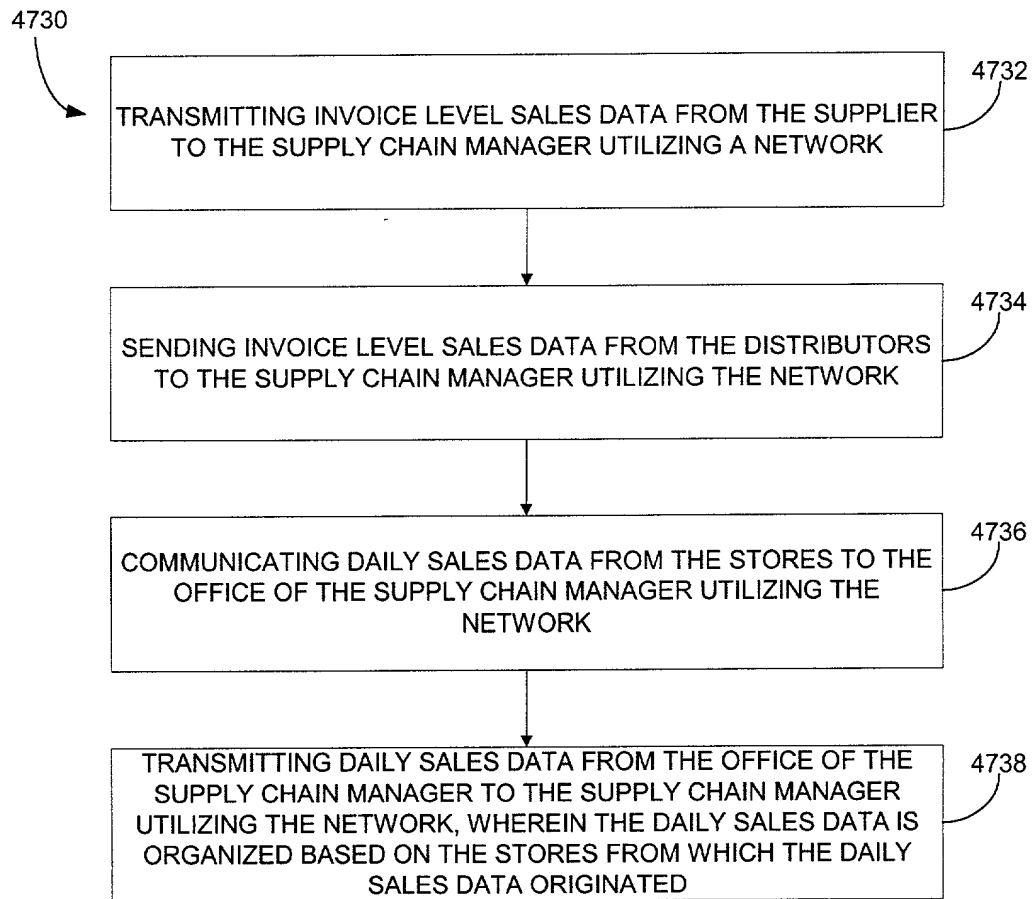 4730
4732
TRANSMITTING INVOICE LEVEL SALES DATA FROM THE SUPPLIER
TO THE SUPPLY CHAIN MANAGER UTILIZING A NETWORK
4734
SENDING INVOICE LEVEL SALES DATA FROM THE DISTRIBUTORS
TO THE SUPPLY CHAIN MANAGER UTILIZING THE NETWORK
4736
COMMUNICATING DAILY SALES DATA FROM THE STORES TO THE
OFFICE OF THE SUPPLY CHAIN MANAGER UTILIZING THE
NETWORK
4738
TRANSMITTING DAILY SALES DATA FROM THE OFFICE OF THE
SUPPLY CHAIN MANAGER TO THE SUPPLY CHAIN MANAGER
UTILIZING THE NETWORK, WHEREIN THE DAILY SALES DATA IS
ORGANIZED BASED ON THE STORES FROM WHICH THE DAILY
SALES DATA ORIGINATED